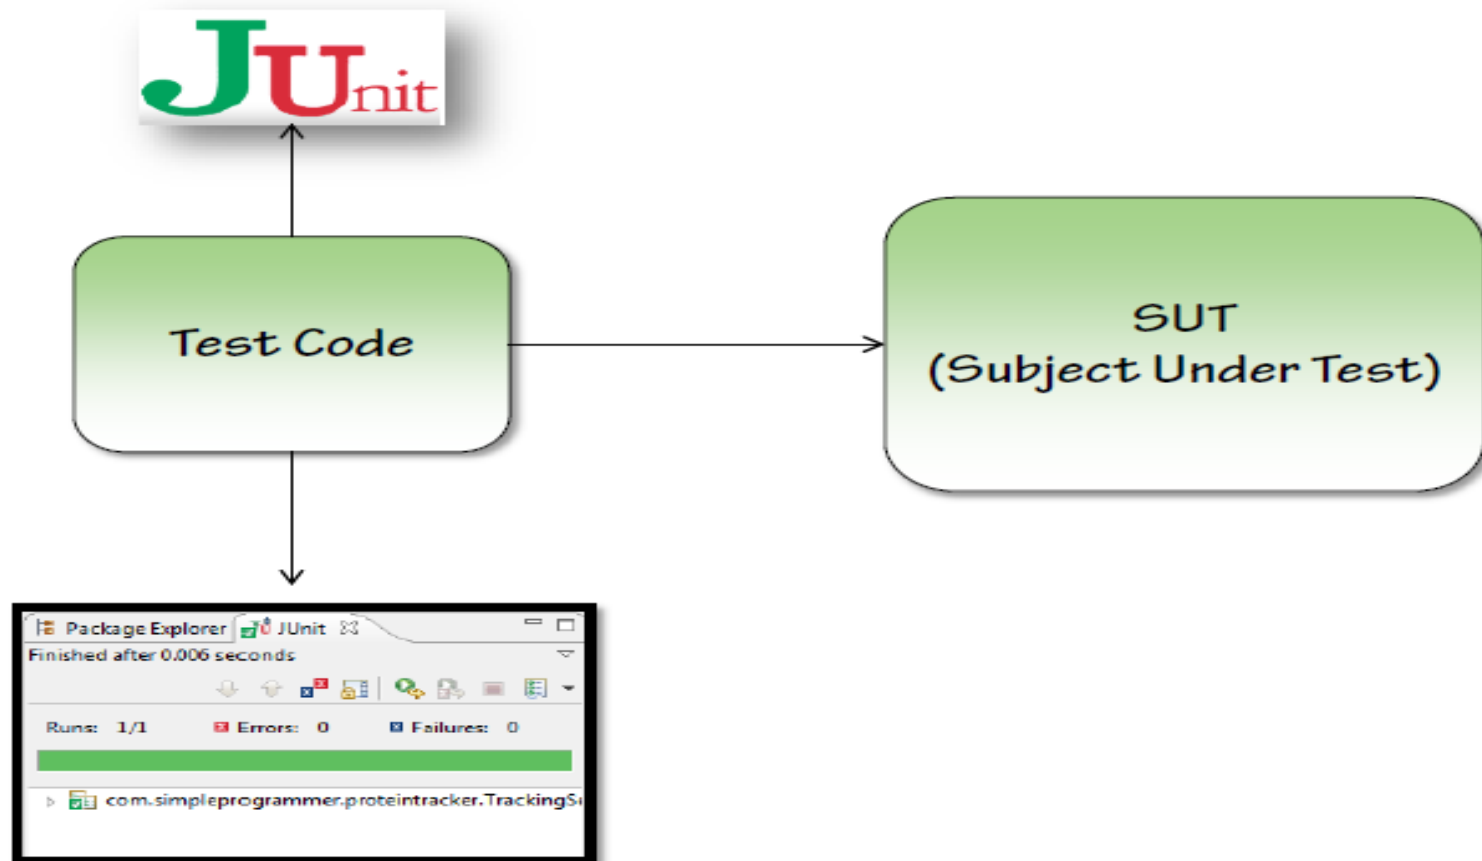 JUnit
Test Code
SUT
(Subject Under Test)
Package Explorer JUnit
Finished after 0.006 seconds
Runs: 1/1 Errors: 0 Failures: 0
com.simpleprogrammer.proteintracker.TrackingSe